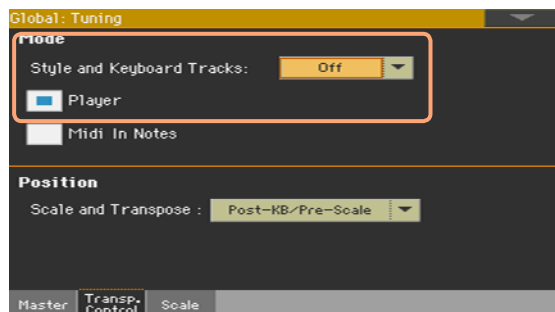 Global: Tuning
Mode
Style and Keyboard Tracks: Off
Player
Midi In Notes
Position
Scale and Transpose : Post-KB/Pre-Scale
Master Transp. Control Scale